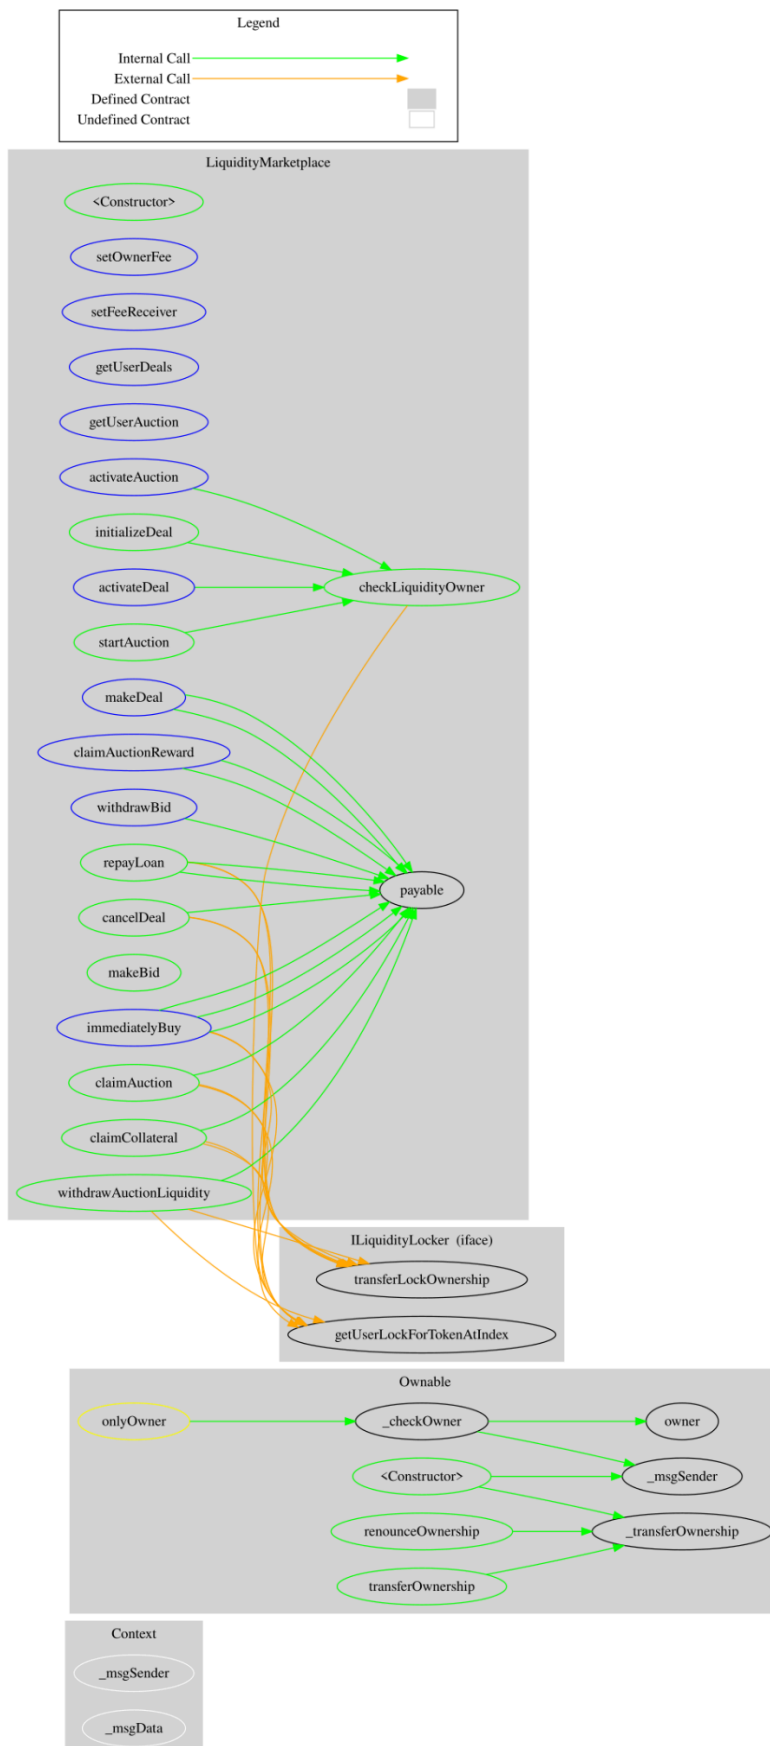 Legend
Internal Call
External Call
Defined Contract
Undefined Contract
LiquidityMarketplace
<Constructor>
setOwnerFee
setFeeReceiver
getUserDeals
getUserAuction
activateAuction
initializeDeal
activateDeal
checkLiquidityOwner
startAuction
makeDeal
claimAuctionReward
withdrawBid
repayLoan
payable
cancelDeal
makeBid
immediatelyBuy
claimAuction
claimCollateral
withdrawAuctionLiquidity
ILiquidityLocker (iface)
transferLockOwnership
getUserLockForTokenAtIndex
Ownable
onlyOwner
_checkOwner
owner
<Constructor>
_msgSender
renounceOwnership
_transferOwnership
transferOwnership
Context
_msgSender
_msgData